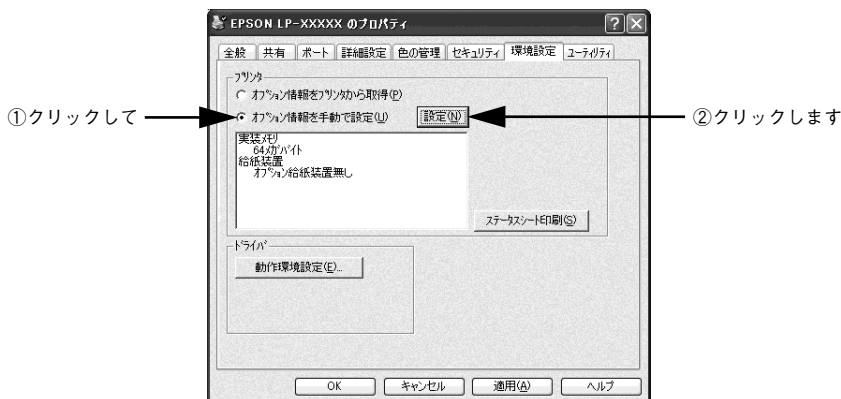 EPSON LP-XXXXX のプロパティ
全般 共有 ポート 詳細設定 色の管理 セキュリティ 環境設定 ユーティリティ
プリンタ
オプション情報をプリンタから取得(P)
①クリックして
オプション情報を手動で設定(U) 設定(N)
②クリックします
実装メモリ
64メガバイト
給紙装置
オプション給紙装置無し
ステータスシート印刷(S)
ドライバ
動作環境設定(E)...
OK キャンセル 適用(A) ヘルプ